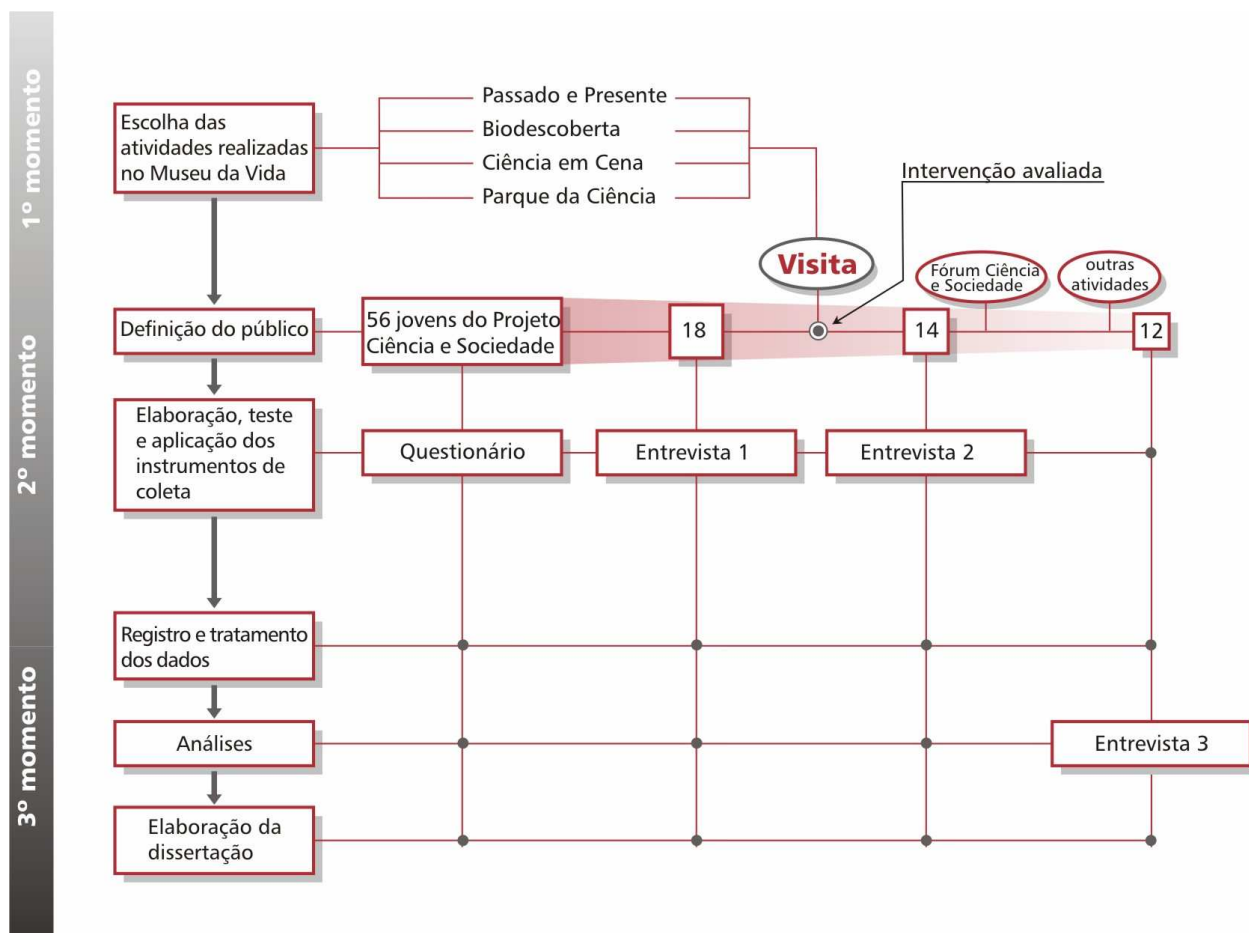 1º momento
2º momento
3º momento
Escolha das
atividades realizadas
no Museu da Vida
Passado e Presente
Biodescoberta
Ciência em Cena
Parque da Ciência
Intervenção avaliada
Visita
Fórum Ciência
e Sociedade
outras
atividades
Definição do público
56 jovens do Projeto
Ciência e Sociedade
18
14
12
Elaboração, teste
e aplicação dos
instrumentos de
coleta
Questionário
Entrevista 1
Entrevista 2
Registro e tratamento
dos dados
Análises
Entrevista 3
Elaboração da
dissertação